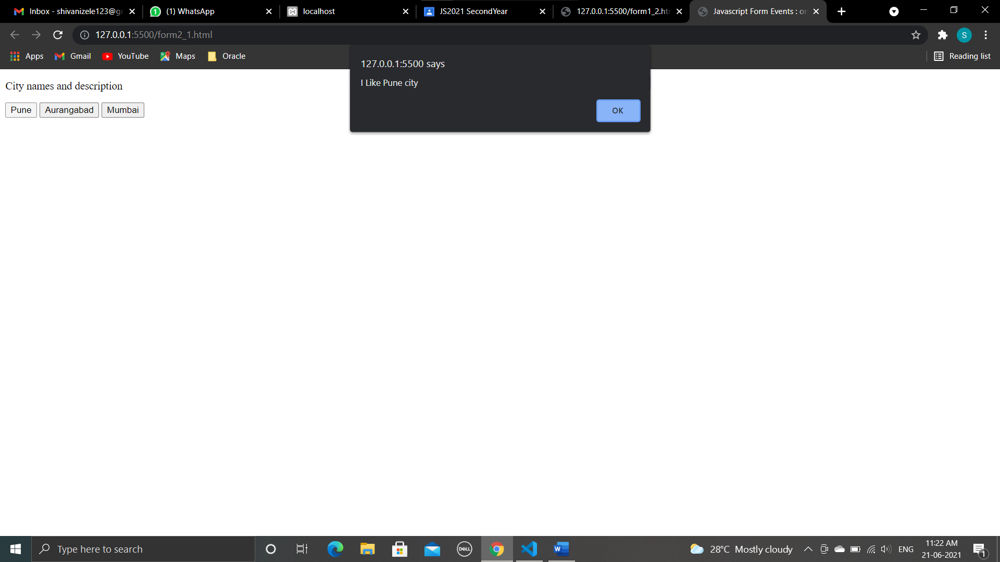 Inbox - shivanizele123@g
(1) WhatsApp
localhost
JS2021 SecondYear
127.0.0.1:5500/form1_2.ht
Javascript Form Events : o
127.0.0.1:5500/form2_1.html
S
Apps
Gmail
YouTube
Maps
Oracle
Reading list
127.0.0.1:5500 says
I Like Pune city
OK
City names and description
Pune
Aurangabad
Mumbai
Type here to search
DELL
W
28°C Mostly cloudy
ENG
11:22 AM
21-06-2021
1